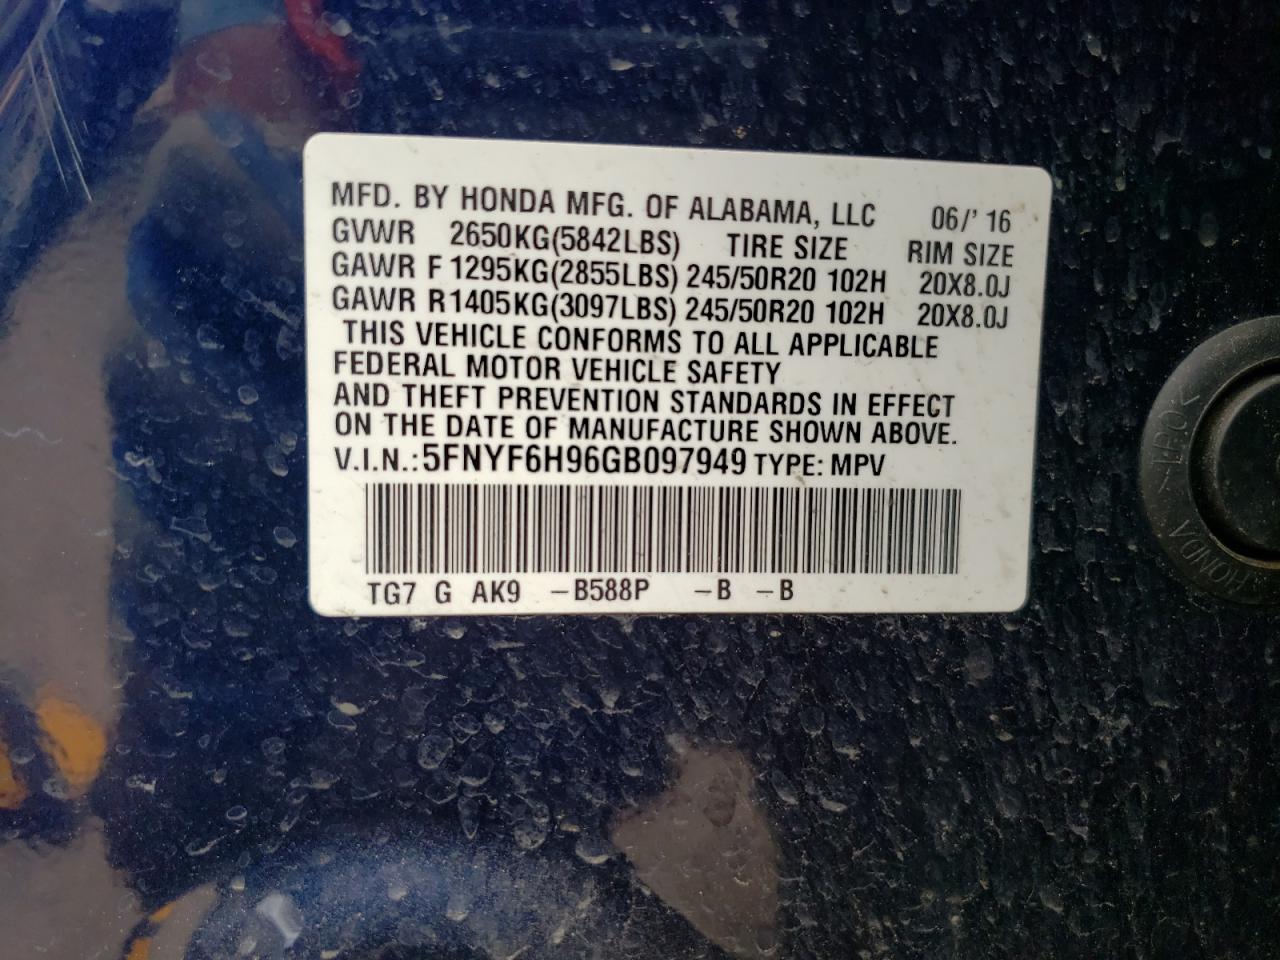 MFD. BY HONDA MFG. OF ALABAMA, LLC 06/' 16
GVWR 2650KG(5842LBS) TIRE SIZE RIM SIZE
GAWR F 1295KG(2855LBS) 245/50R20 102H 20X8.0J
GAWR R1405KG(3097LBS) 245/50R20 102H 20X8.0J
THIS VEHICLE CONFORMS TO ALL APPLICABLE
FEDERAL MOTOR VEHICLE SAFETY
AND THEFT PREVENTION STANDARDS IN EFFECT
ON THE DATE OF MANUFACTURE SHOWN ABOVE.
V.I.N.:5FNYF6H96GB097949 TYPE: MPV
TG7 G AK9 -B588P -B -B
HONDA LOCK